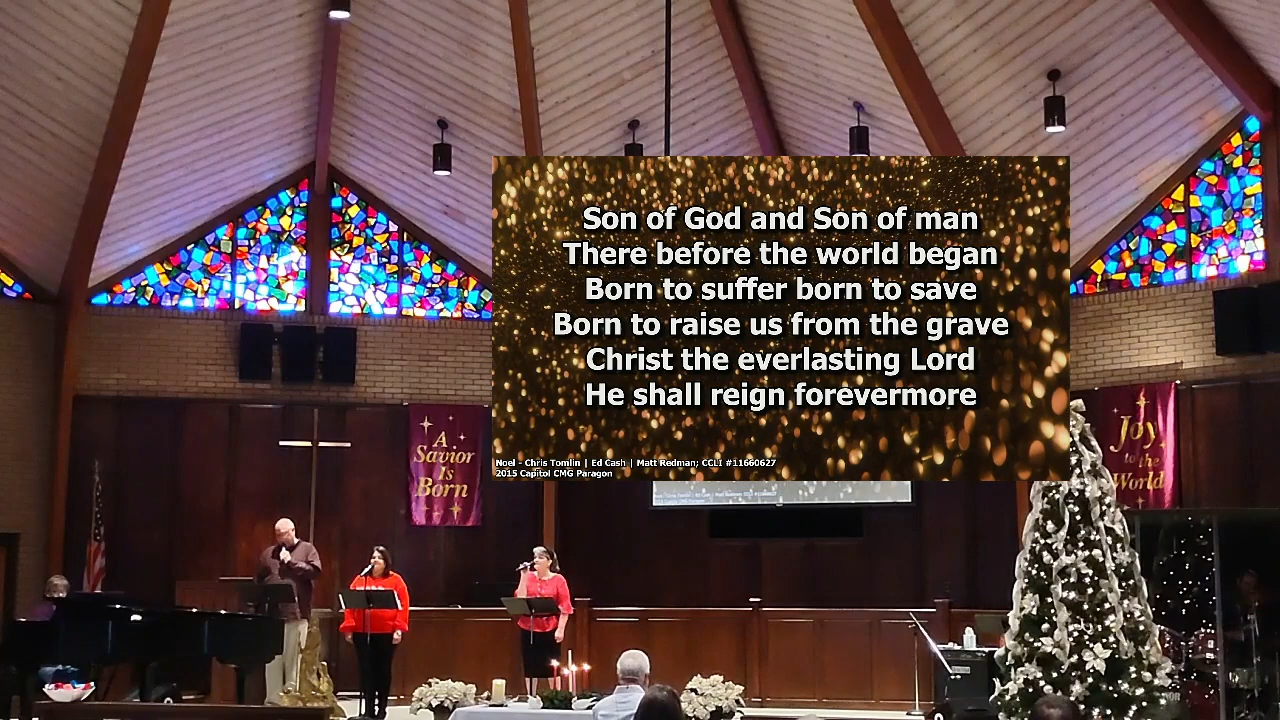 Son of God and Son of man
There before the world began
Born to suffer born to save
Born to raise us from the grave
Christ the everlasting Lord
He shall reign forevermore
Noel - Chris Tomlin | Ed Cash | Matt Redman; CCLI #11660627
2015 Capitol CMG Paragon
A
Savior
Is
Born
Joy
to the
World